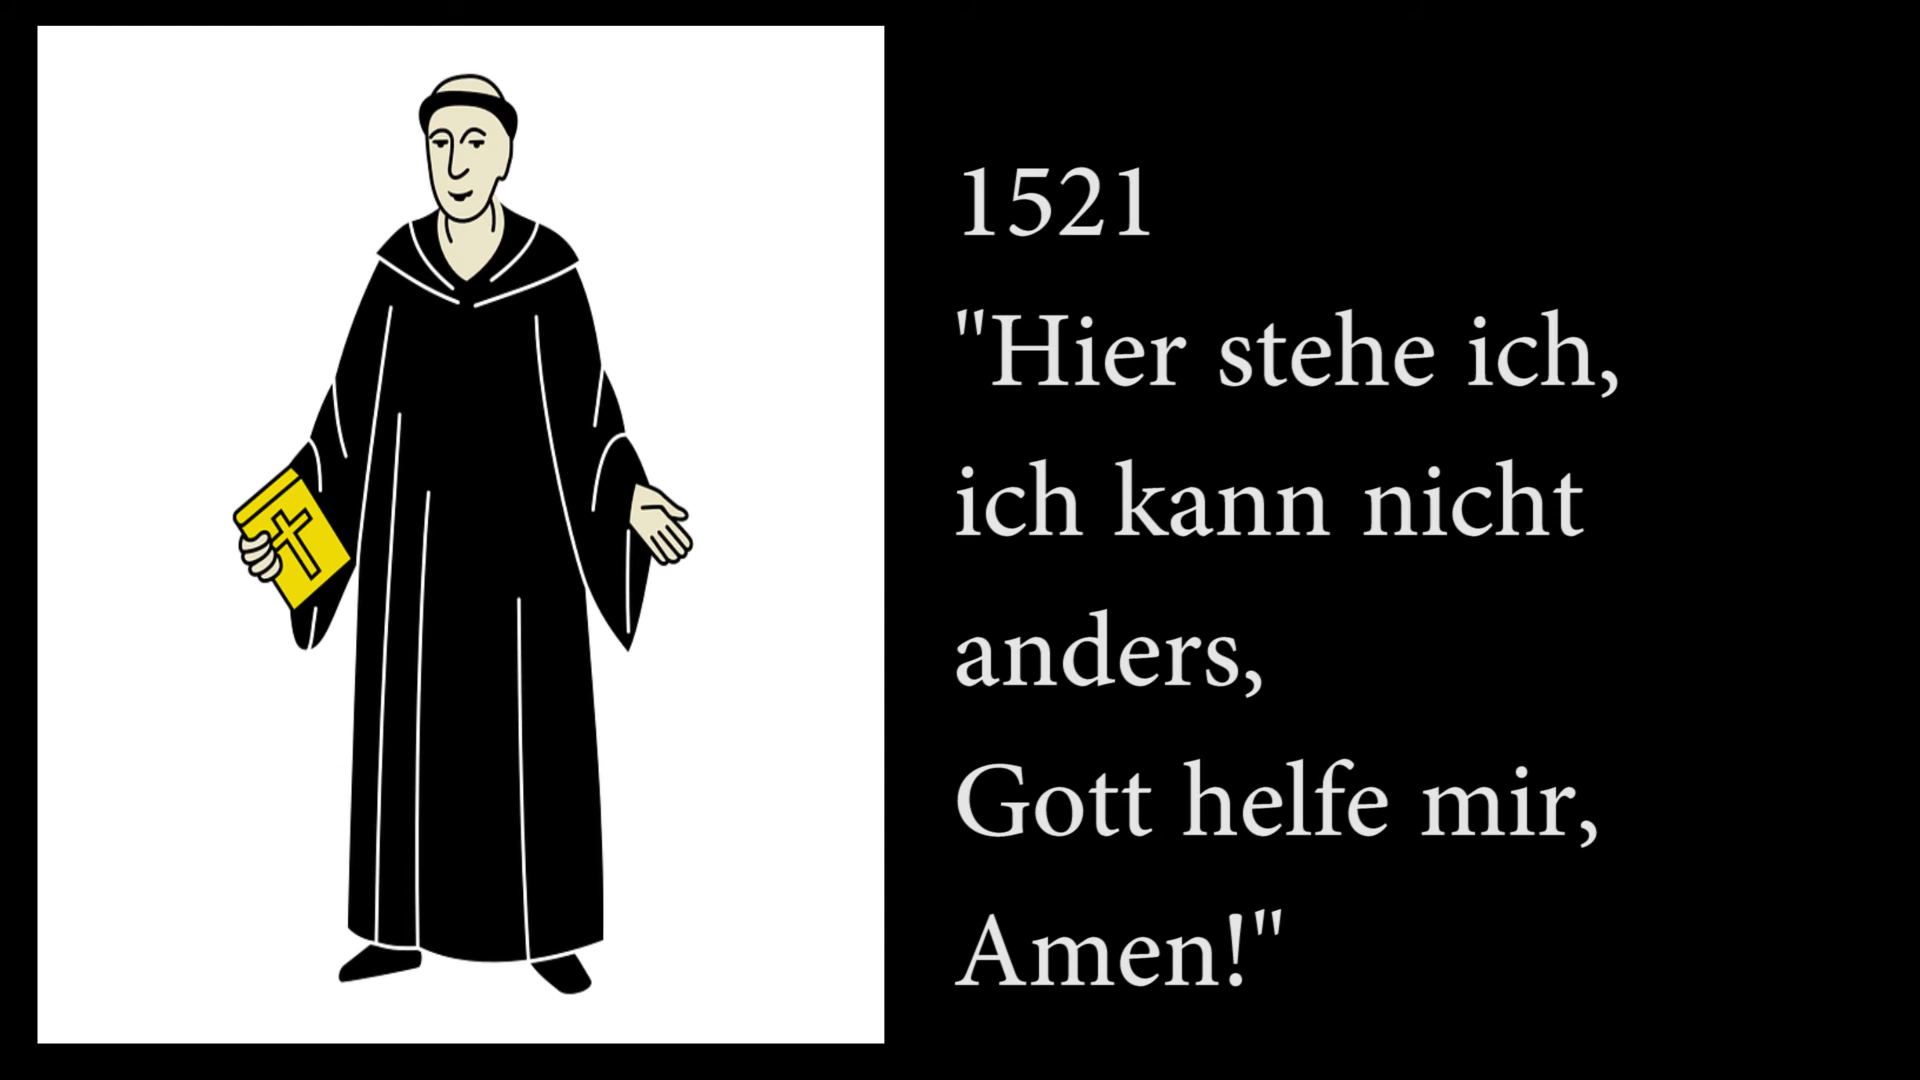 1521
"Hier stehe ich,
ich kann nicht
anders,
Gott helfe mir,
Amen!"